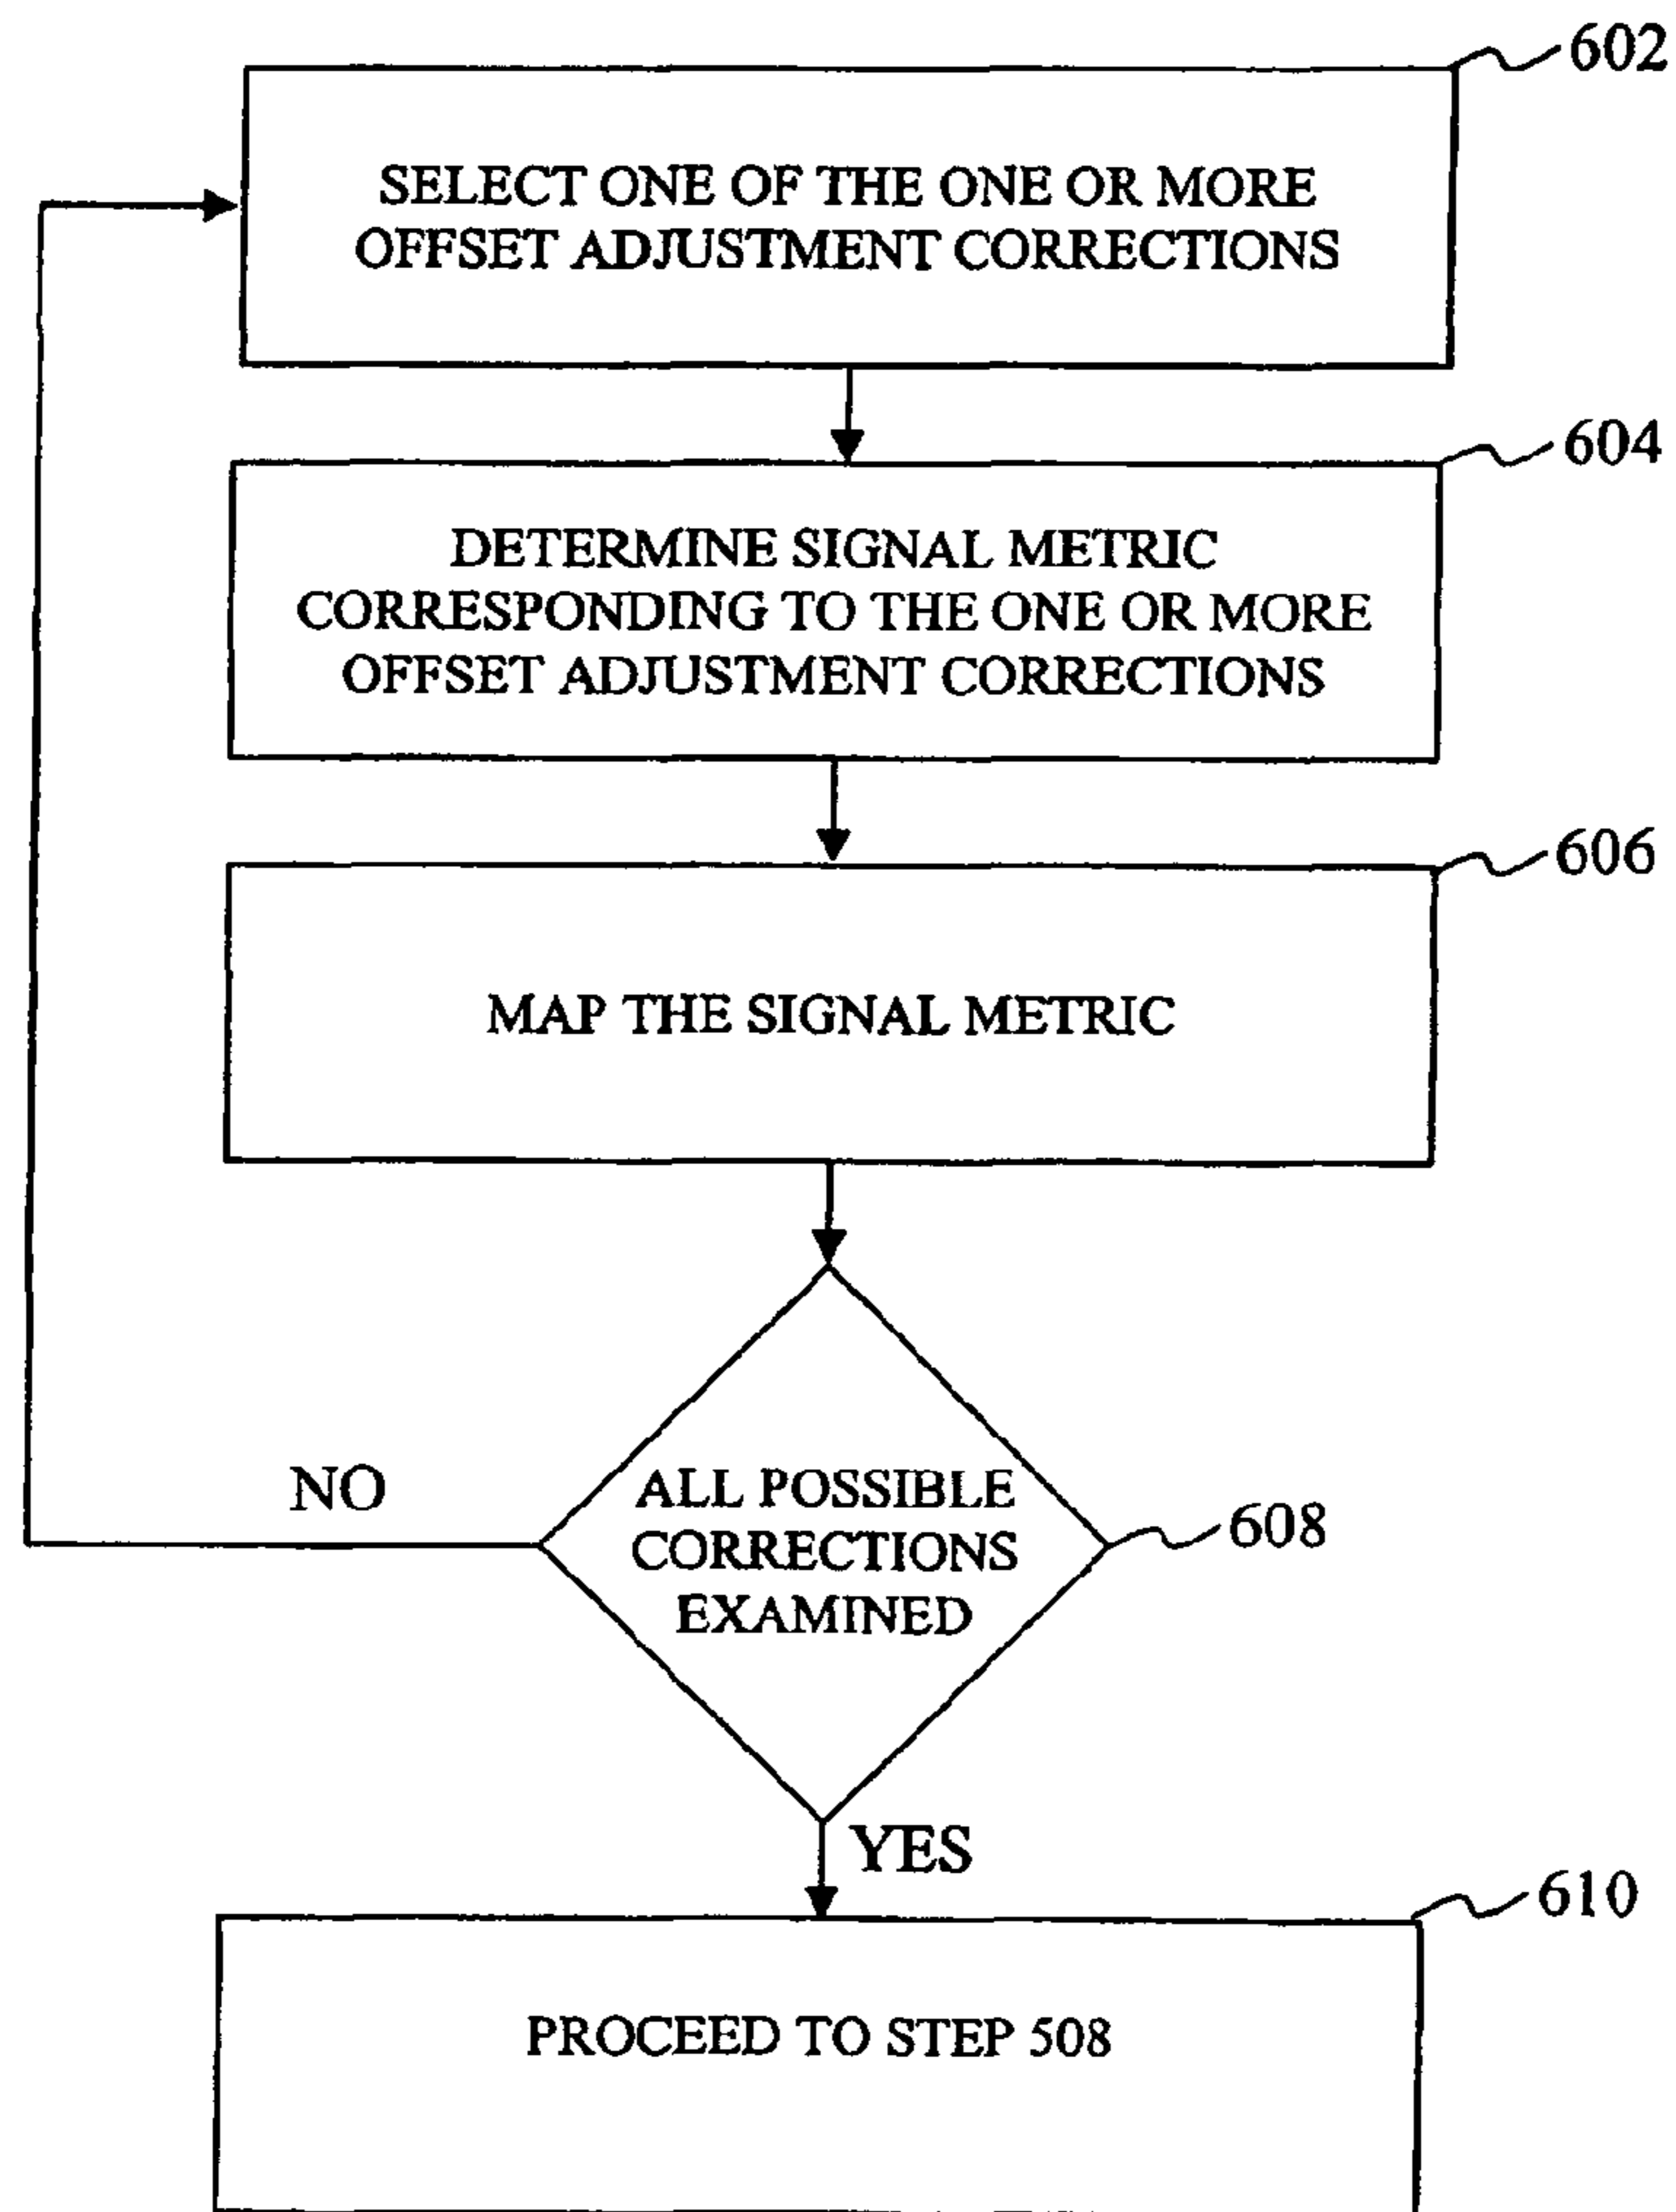 602
SELECT ONE OF THE ONE OR MORE
OFFSET ADJUSTMENT CORRECTIONS
604
DETERMINE SIGNAL METRIC
CORRESPONDING TO THE ONE OR MORE
OFFSET ADJUSTMENT CORRECTIONS
606
MAP THE SIGNAL METRIC
NO
ALL POSSIBLE
CORRECTIONS
EXAMINED
608
YES
610
PROCEED TO STEP 508